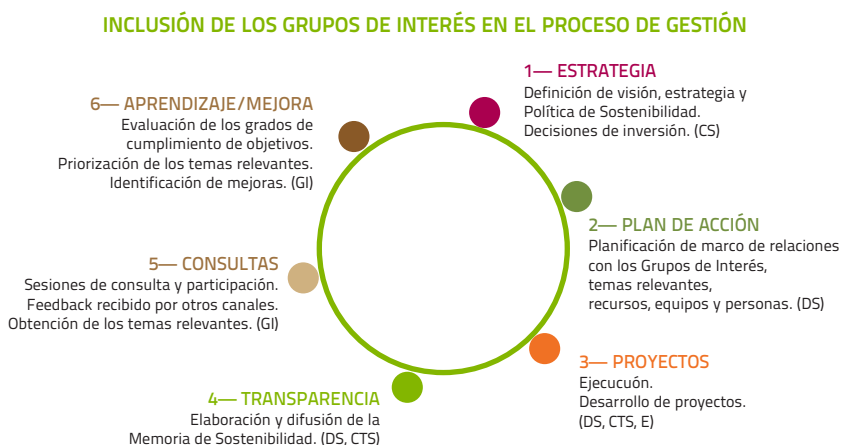 INCLUSIÓN DE LOS GRUPOS DE INTERÉS EN EL PROCESO DE GESTIÓN
1— ESTRATEGIA
Definición de visión, estrategia y
Política de Sostenibilidad.
Decisiones de inversión. (CS)
2— PLAN DE ACCIÓN
Planificación de marco de relaciones
con los Grupos de Interés,
temas relevantes,
recursos, equipos y personas. (DS)
3— PROYECTOS
Ejecucuón.
Desarrollo de proyectos.
(DS, CTS, E)
4— TRANSPARENCIA
Elaboración y difusión de la
Memoria de Sostenibilidad. (DS, CTS)
5— CONSULTAS
Sesiones de consulta y participación.
Feedback recibido por otros canales.
Obtención de los temas relevantes. (GI)
6— APRENDIZAJE/MEJORA
Evaluación de los grados de
cumplimiento de objetivos.
Priorización de los temas relevantes.
Identificación de mejoras. (GI)